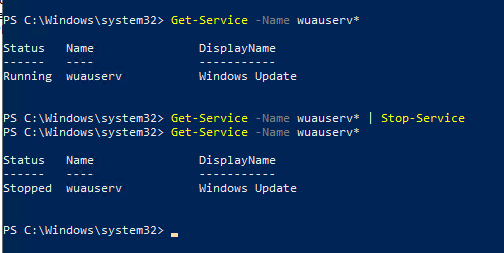 PS C:\Windows\system32> Get-Service -Name wuauserv*
Status Name DisplayName
------ ---- -----------
Running wuauserv Windows Update
PS C:\Windows\system32> Get-Service -Name wuauserv* | Stop-Service
PS C:\Windows\system32> Get-Service -Name wuauserv*
Status Name DisplayName
------ ---- -----------
Stopped wuauserv Windows Update
PS C:\Windows\system32>